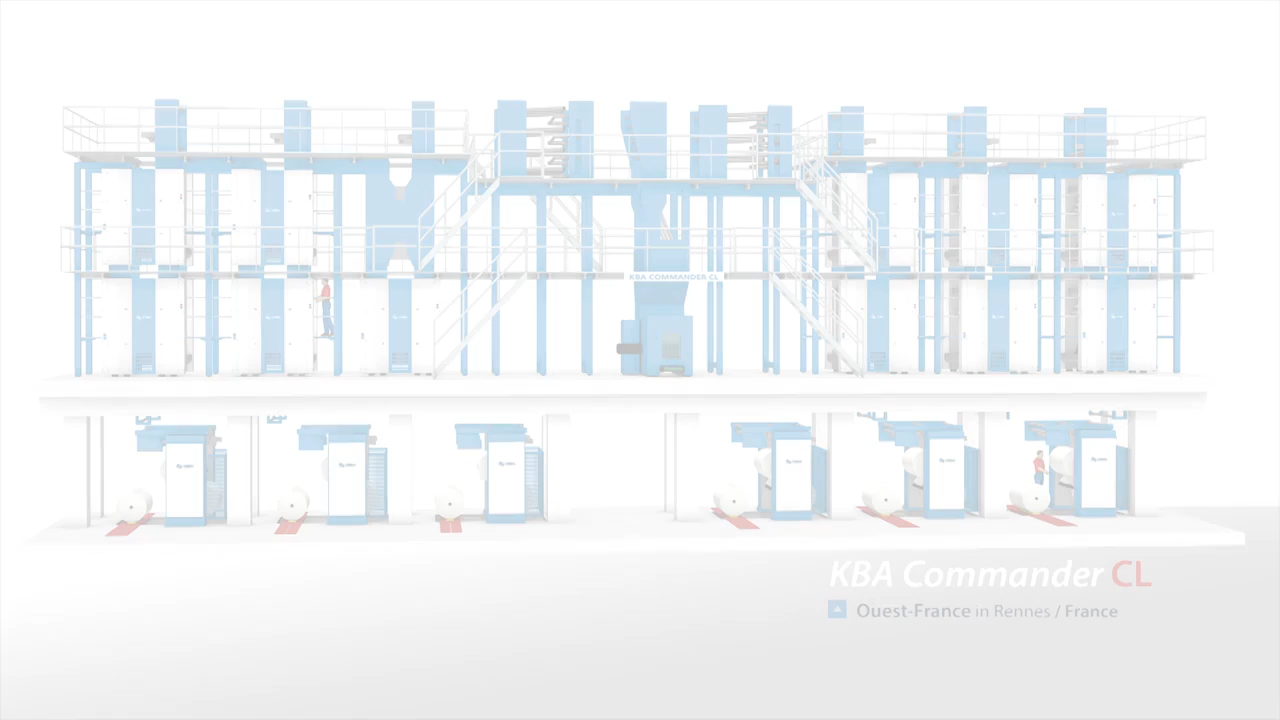 KBA COMMANDER CL
KBA Commander CL
Ouest-France in Rennes / France